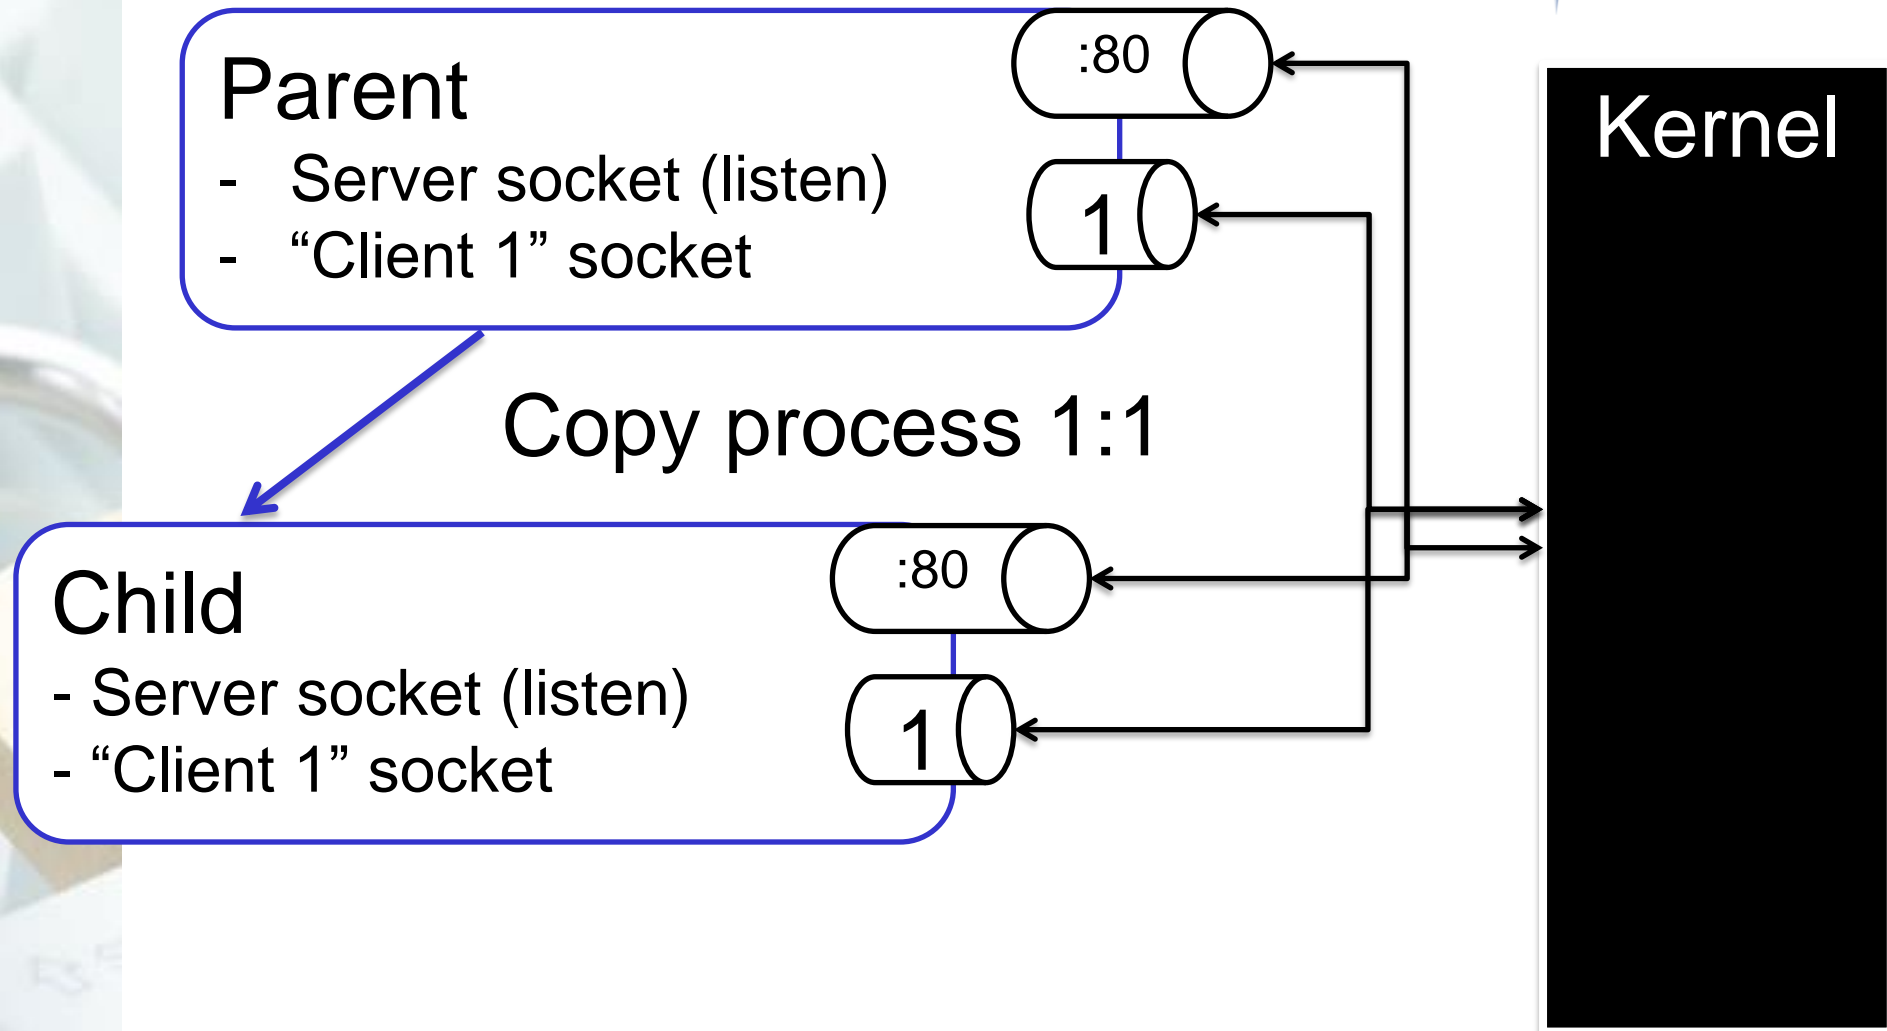 Parent
- Server socket (listen)
- “Client 1” socket
:80
1
Kernel
Copy process 1:1
Child
- Server socket (listen)
- “Client 1” socket
:80
1